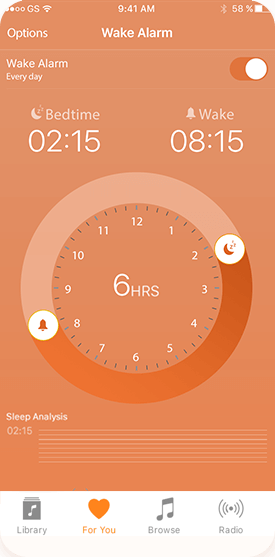 GS 9:41 AM 58 %
Options Wake Alarm
Wake Alarm
Every day
Bedtime Wake
02:15 08:15
12
11 1
10 2
9 6HRS 3
8 4
7 5
6
Sleep Analysis
02:15
Library For You Browse Radio